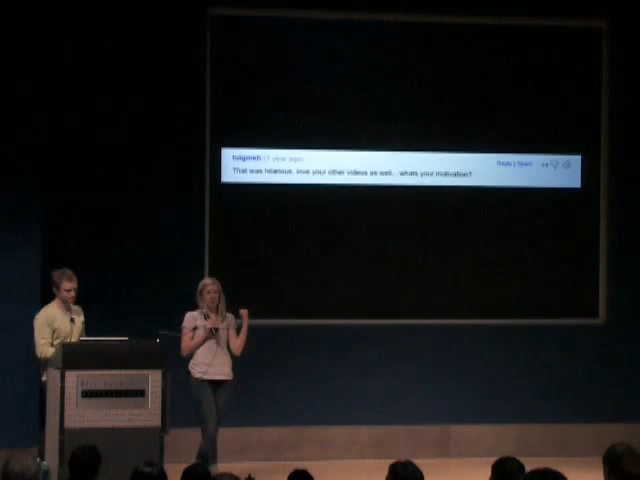 (1 year ago)
Reply | Spam
That was hilarious, love your other videos as well... whats your motivation?